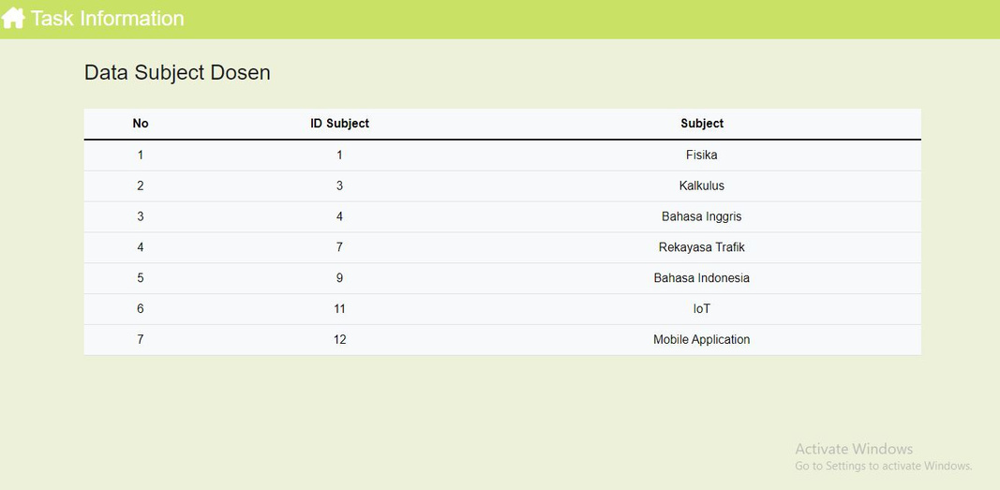 Task Information
Data Subject Dosen
No ID Subject Subject
1 1 Fisika
2 3 Kalkulus
3 4 Bahasa Inggris
4 7 Rekayasa Trafik
5 9 Bahasa Indonesia
6 11 IoT
7 12 Mobile Application
Activate Windows
Go to Settings to activate Windows.